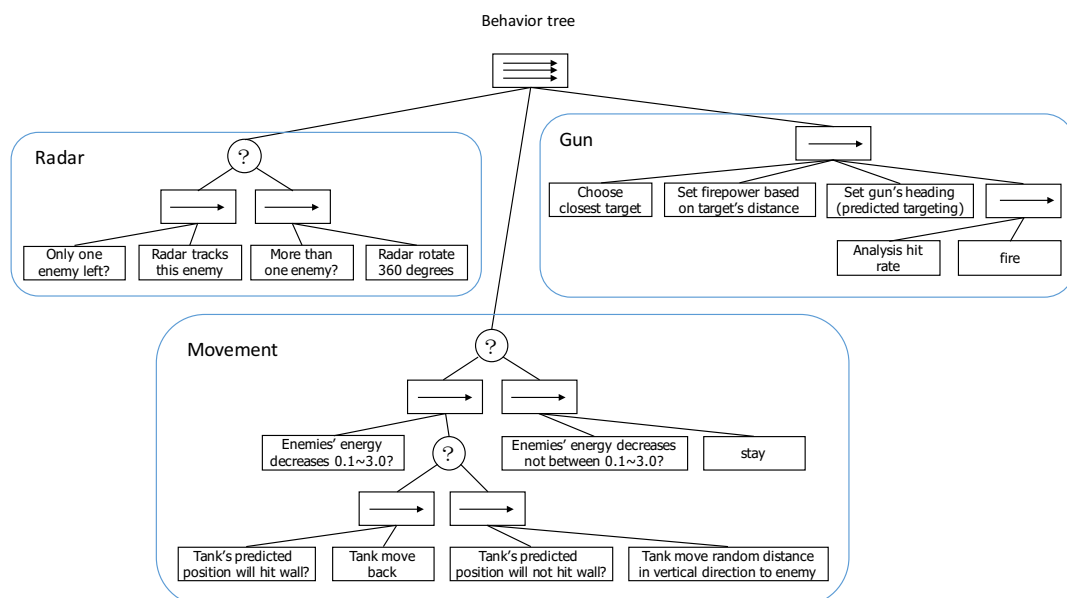 Behavior tree
Radar
?
Only one
enemy left?
Radar tracks
this enemy
More than
one enemy?
Radar rotate
360 degrees
Gun
Choose
closest target
Set firepower based
on target's distance
Set gun's heading
(predicted targeting)
Analysis hit
rate
fire
Movement
?
Enemies' energy
decreases 0.1~3.0?
?
Enemies' energy decreases
not between 0.1~3.0?
stay
Tank's predicted
position will hit wall?
Tank move
back
Tank's predicted
position will not hit wall?
Tank move random distance
in vertical direction to enemy